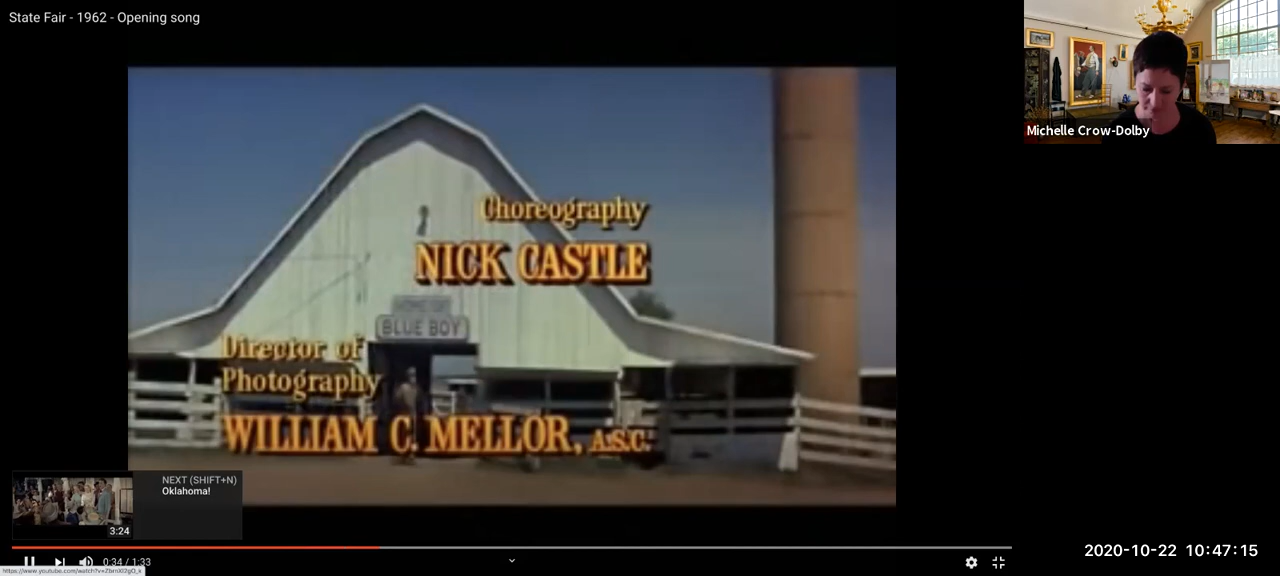 State Fair - 1962 - Opening song
Michelle Crow-Dolby
Choreography
NICK CASTLE
BLUE BOY
Director of
Photography
WILLIAM C. MELLOR, A.S.C.
NEXT (SHIFT+N)
Oklahoma!
3:24
0:34 / 1:33
2020-10-22 10:47:15